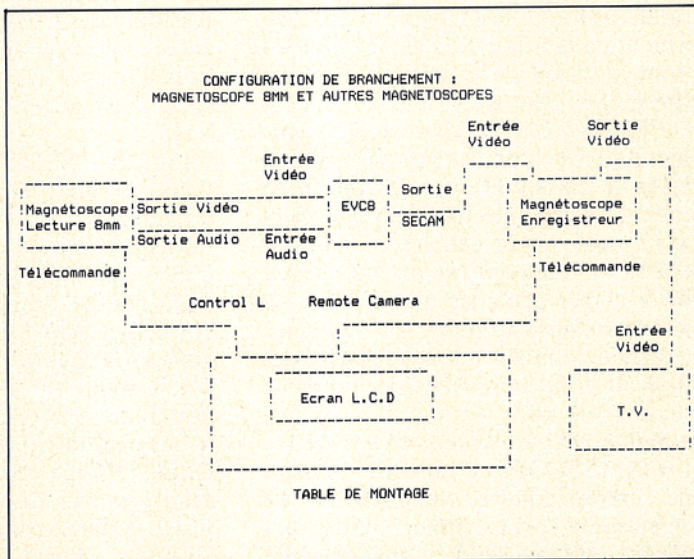 CONFIGURATION DE BRANCHEMENT :
MAGNETOSCOPE 8MM ET AUTRES MAGNETOSCOPES
Entrée
Vidéo
Sortie
Vidéo
Entrée
Vidéo
Magnétoscope
Lecture 8mm
Sortie Vidéo
Sortie Audio
Entrée
Audio
EVC8
Sortie
SECAM
Magnétoscope
Enregistreur
Télécommande
Télécommande
Control L
Remote Camera
Entrée
Vidéo
Ecran L.C.D
T.V.
TABLE DE MONTAGE